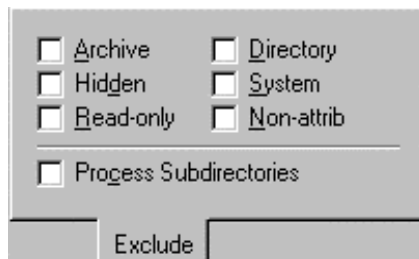 Archive Directory
Hidden System
Read-only Non-attrib
Process Subdirectories
Exclude